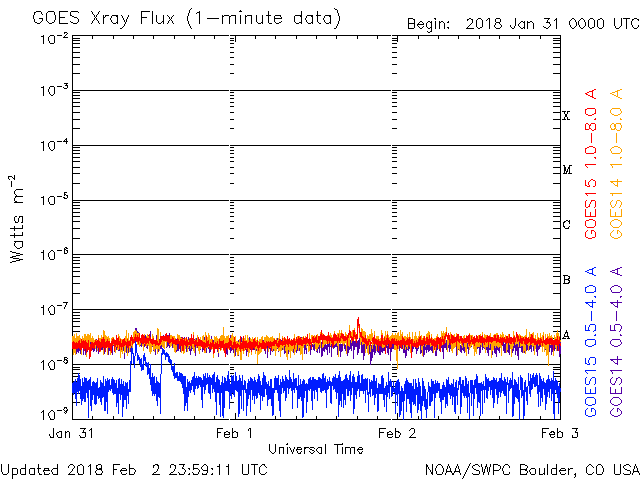 GOES Xray Flux (1-minute data)
Begin: 2018 Jan 31 0000 UTC
10⁻²
10⁻³
10⁻⁴
10⁻⁵
10⁻⁶
10⁻⁷
10⁻⁸
10⁻⁹
Watts m⁻²
X
M
C
B
A
GOES15 1.0-8.0 A
GOES14 1.0-8.0 A
GOES15 0.5-4.0 A
GOES14 0.5-4.0 A
Jan 31
Feb 1
Feb 2
Feb 3
Universal Time
Updated 2018 Feb 2 23:59:11 UTC
NOAA/SWPC Boulder, CO USA